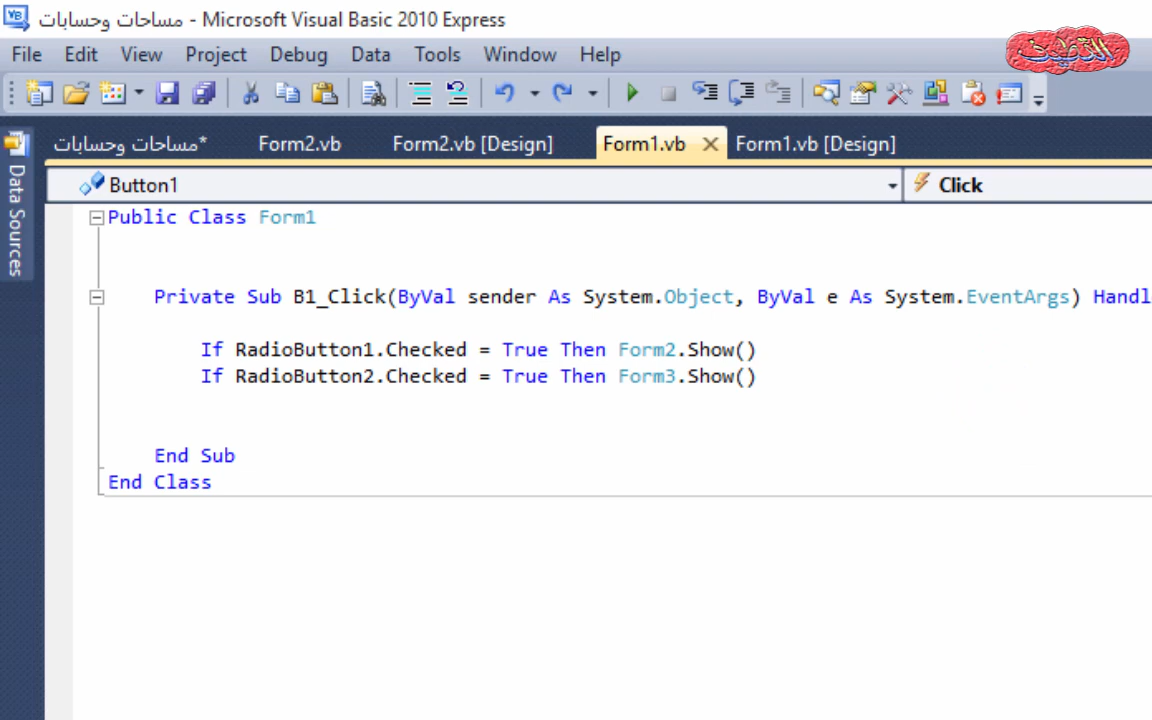 مساحات وحسابات - Microsoft Visual Basic 2010 Express
File Edit View Project Debug Data Tools Window Help
القطيف
مساحات وحسابات* Form2.vb Form2.vb [Design] Form1.vb Form1.vb [Design]
Data Sources
Button1 Click
Public Class Form1
Private Sub B1_Click(ByVal sender As System.Object, ByVal e As System.EventArgs) Handl
If RadioButton1.Checked = True Then Form2.Show()
If RadioButton2.Checked = True Then Form3.Show()
End Sub
End Class